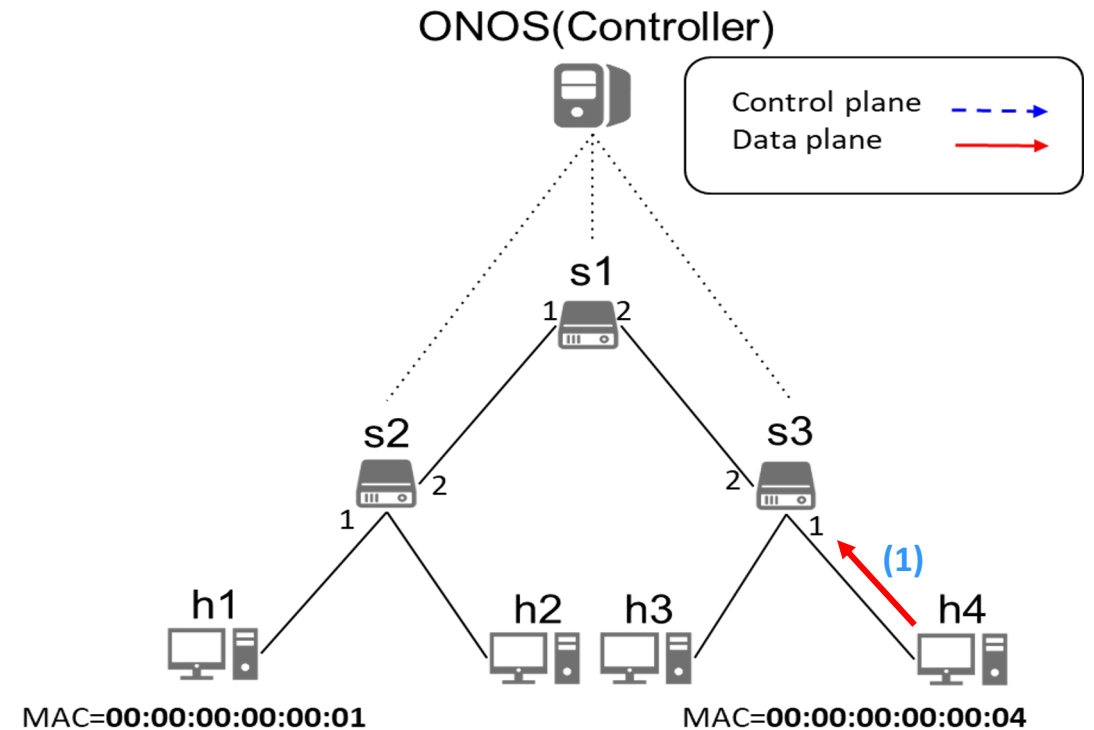 ONOS(Controller)
Control plane
Data plane
s1
1
2
s2
s3
2
2
1
1
(1)
h1
h2
h3
h4
MAC=00:00:00:00:00:01
MAC=00:00:00:00:00:04